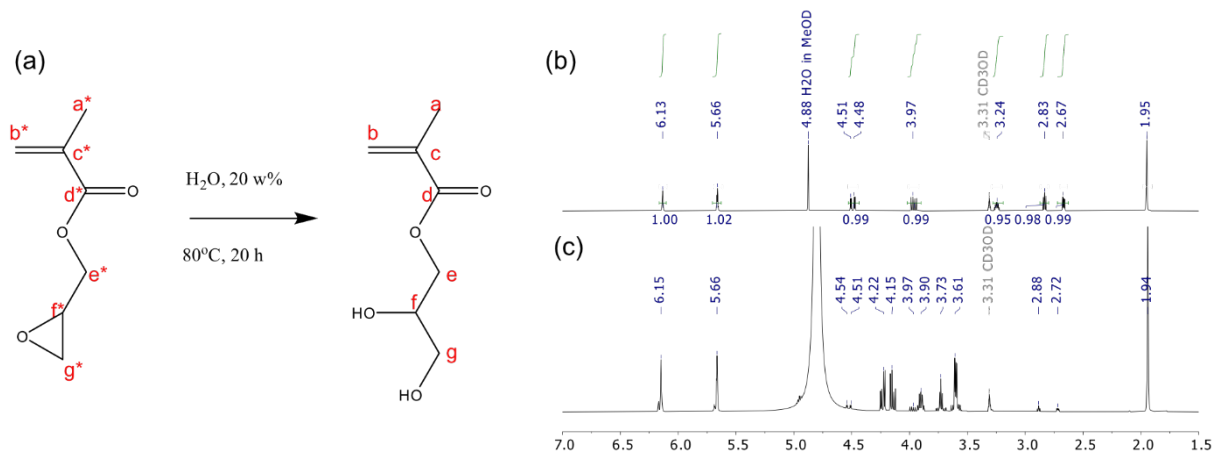 (a)
a*
b*
c*
d*
O
O
e*
f*
O
g*
H₂O, 20 w%
80°C, 20 h
a
b
c
d
O
O
e
f
HO
g
HO
(b)
6.13
5.66
4.88 H2O in MeOD
4.51
4.48
3.97
3.31 CD3OD
3.24
2.83
2.67
1.95
1.00
1.02
0.99
0.99
0.95
0.98
0.99
(c)
6.15
5.66
4.54
4.51
4.22
4.15
3.97
3.90
3.73
3.61
3.31 CD3OD
2.88
2.72
1.94
7.0 6.5 6.0 5.5 5.0 4.5 4.0 3.5 3.0 2.5 2.0 1.5